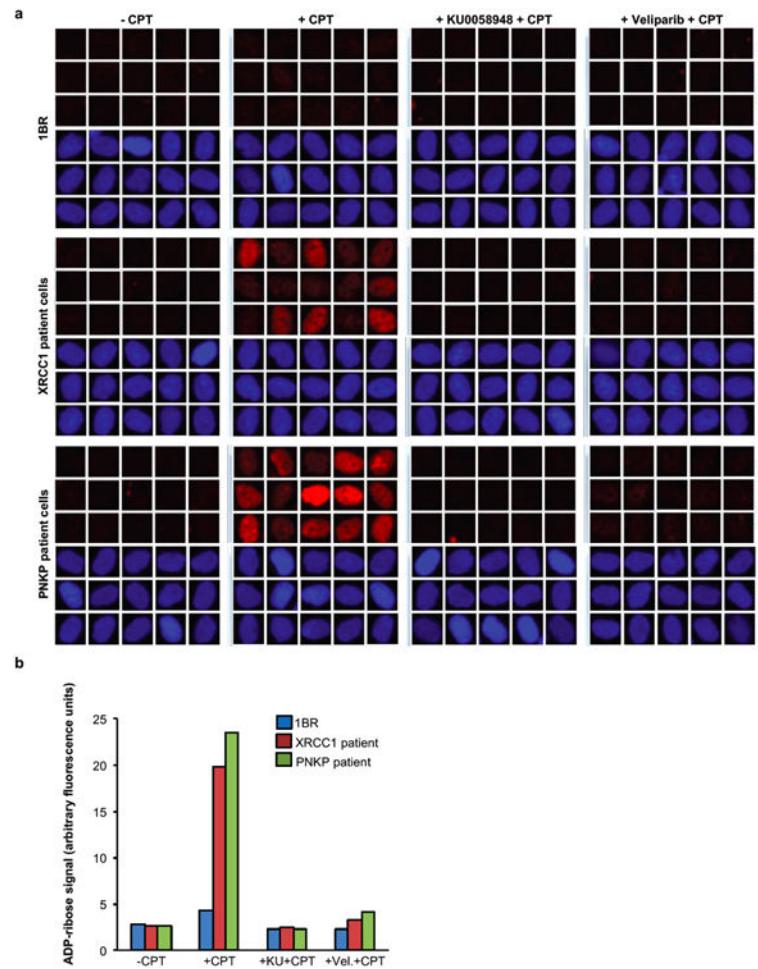 a
- CPT
+ CPT
+ KU0058948 + CPT
+ Veliparib + CPT
1BR
XRCC1 patient cells
PNKP patient cells
b
ADP-ribose signal (arbitrary fluorescence units)
25
20
15
10
5
0
1BR
XRCC1 patient
PNKP patient
-CPT
+CPT
+KU+CPT
+Vel.+CPT